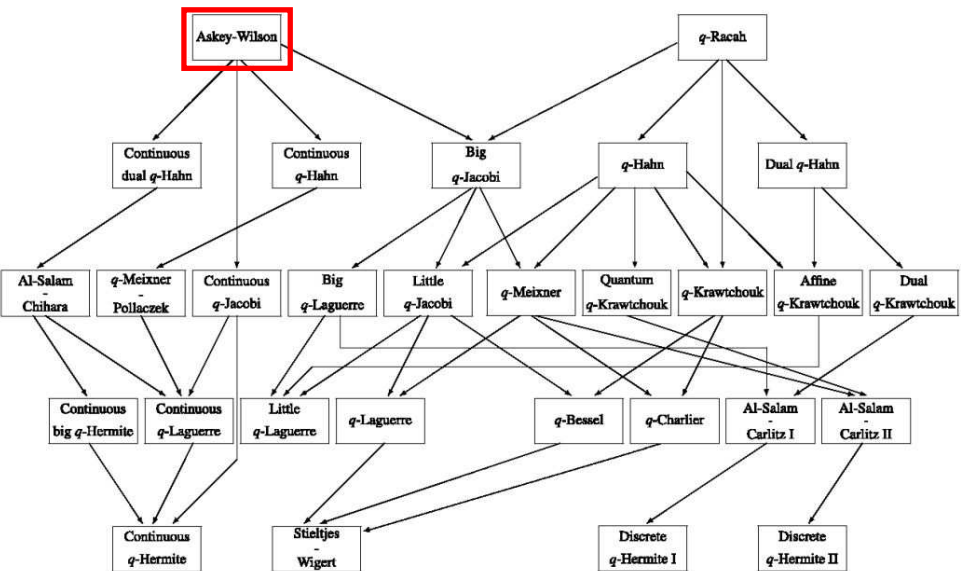 Askey-Wilson
q-Racah
Continuous
dual q-Hahn
Continuous
q-Hahn
Big
q-Jacobi
q-Hahn
Dual q-Hahn
Al-Salam
-
Chihara
q-Meixner
-
Pollaczek
Continuous
q-Jacobi
Big
q-Laguerre
Little
q-Jacobi
q-Meixner
Quantum
q-Krawtchouk
q-Krawtchouk
Affine
q-Krawtchouk
Dual
q-Krawtchouk
Continuous
big q-Hermite
Continuous
q-Laguerre
Little
q-Laguerre
q-Laguerre
q-Bessel
q-Charlier
Al-Salam
-
Carlitz I
Al-Salam
-
Carlitz II
Continuous
q-Hermite
Stieltjes
-
Wigert
Discrete
q-Hermite I
Discrete
q-Hermite II